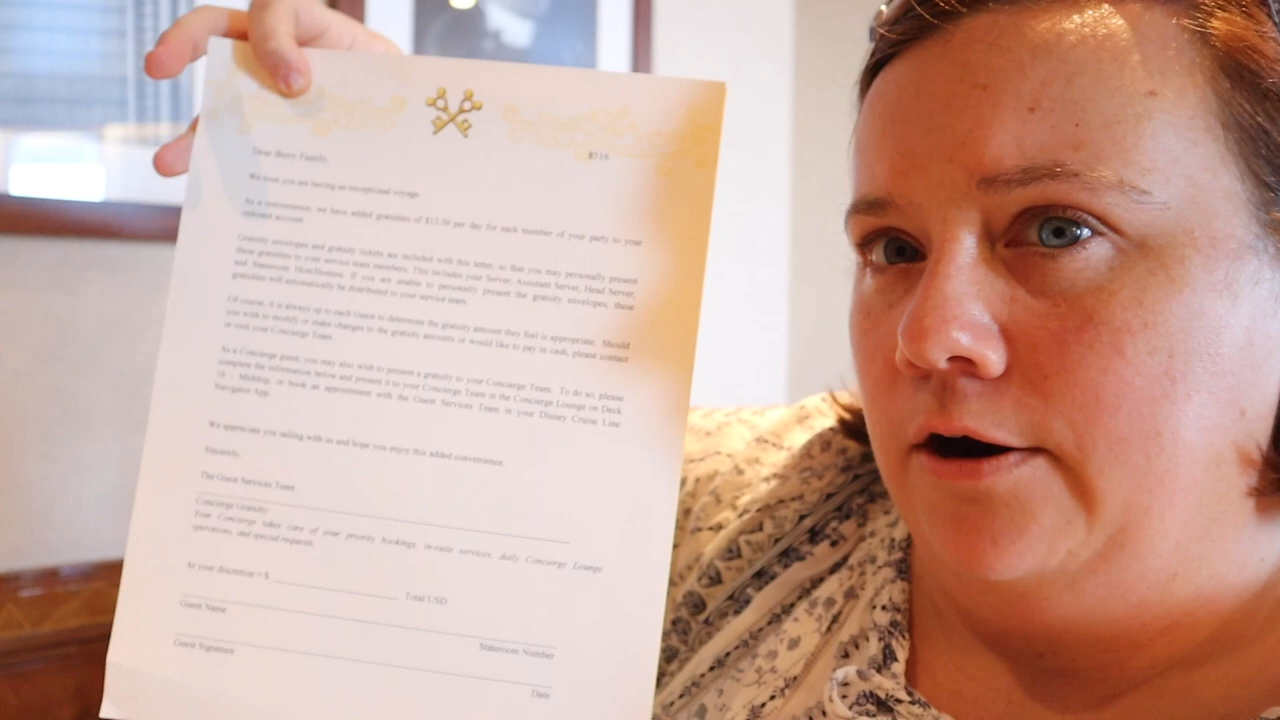 8516
Dear Berry Family,
We trust you are having an exceptional voyage.
As a convenience, we have added gratuities of $13.50 per day for each member of your party to your
onboard account.
Gratuity envelopes and gratuity tickets are included with this letter, so that you may personally present
these gratuities to your service team members. This includes your Server, Assistant Server, Head Server,
and Stateroom Host/Hostess. If you are unable to personally present the gratuity envelopes, these
gratuities will automatically be distributed to your service team.
Of course, it is always up to each Guest to determine the gratuity amount they feel is appropriate. Should
you wish to modify or make changes to the gratuity amounts or would like to pay in cash, please contact
or visit your Concierge Team.
As a Concierge guest, you may also wish to present a gratuity to your Concierge Team. To do so, please
complete the information below and present it to your Concierge Team in the Concierge Lounge on Deck
10 – Midship, or book an appointment with the Guest Services Team in your Disney Cruise Line
Navigator App.
We appreciate you sailing with us and hope you enjoy this added convenience.
Sincerely,
The Guest Services Team
Concierge Gratuity
Your Concierge takes care of your priority bookings, in-suite services, daily Concierge Lounge
operations, and special requests.
At your discretion = $ ____________ Total USD
Guest Name Stateroom Number
Guest Signature Date